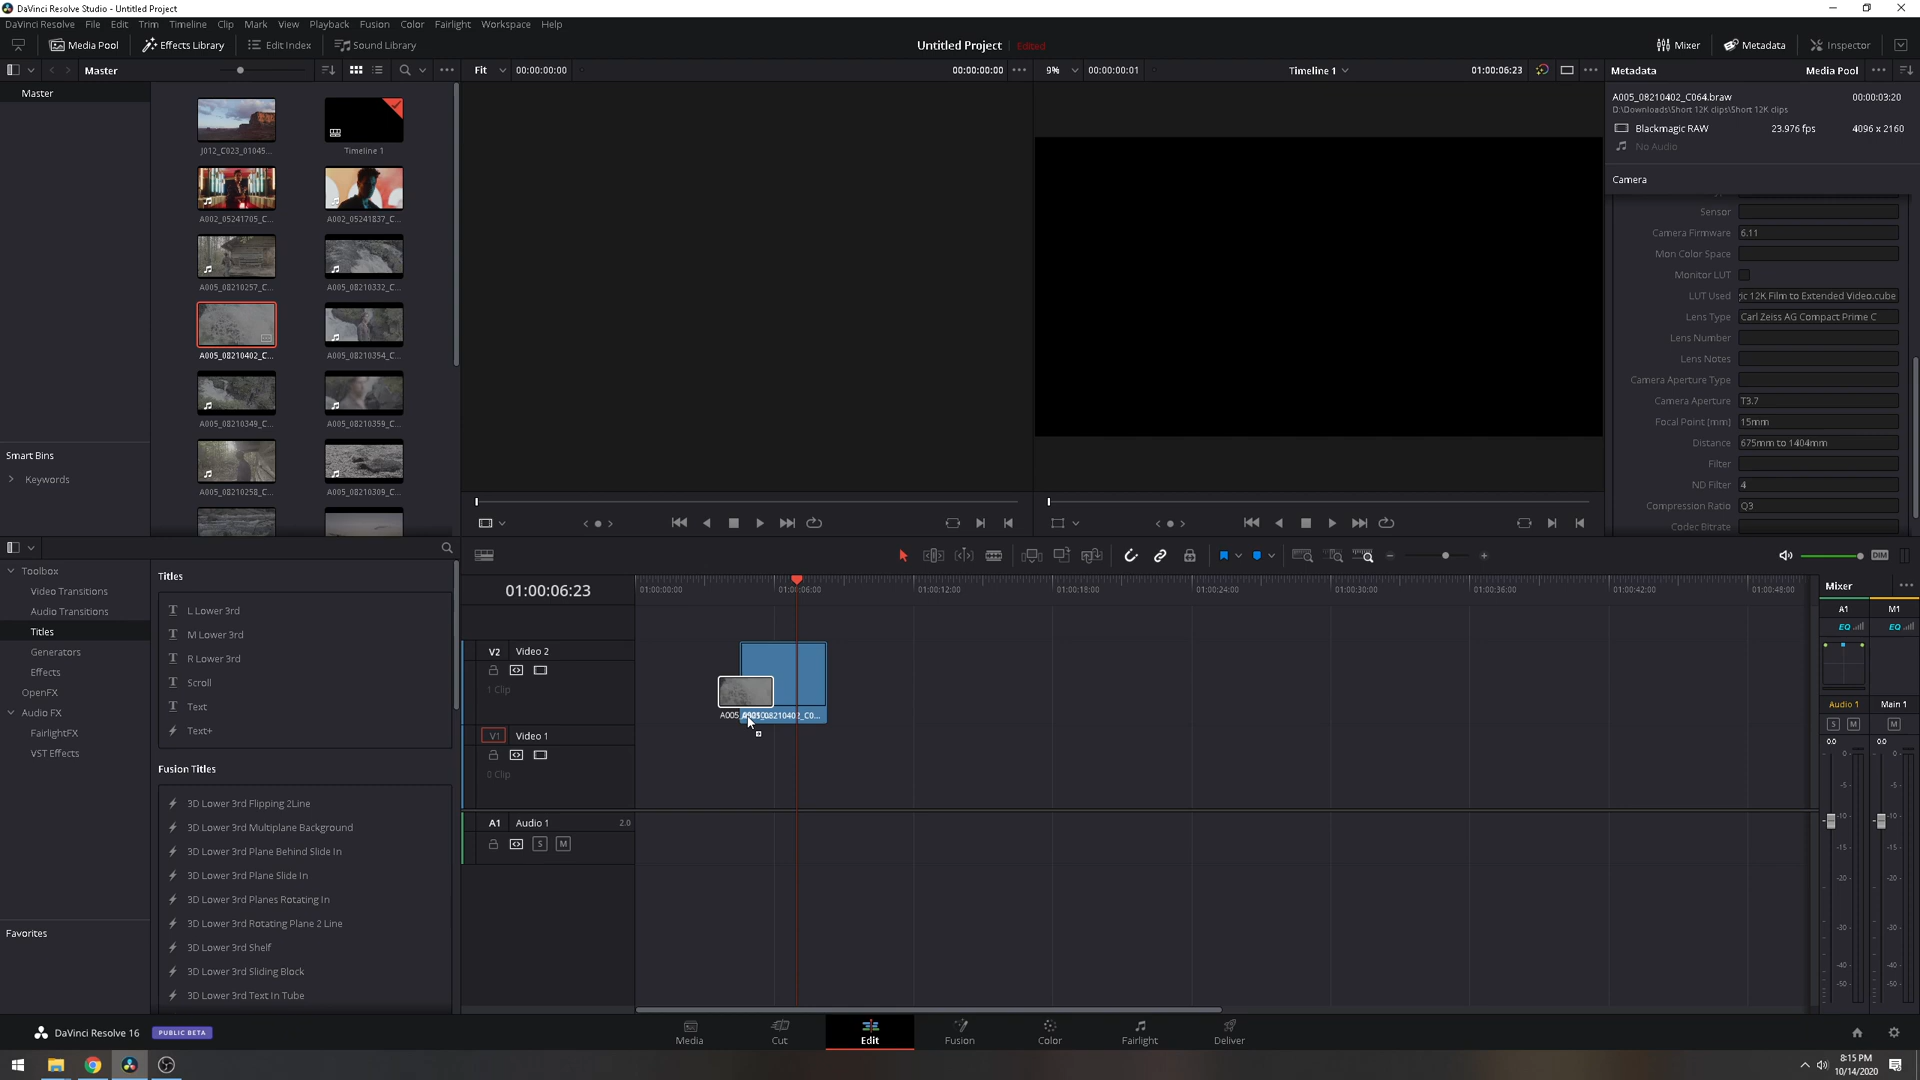 DaVinci Resolve Studio - Untitled Project
DaVinci Resolve File Edit Trim Timeline Clip Mark View Playback Fusion Color Fairlight Workspace Help
Media Pool Effects Library Edit Index Sound Library Untitled Project Edited Mixer Metadata Inspector
Master Fit 00:00:00:00 00:00:00:00 9% 00:00:00:01 Timeline 1 01:00:06:23 Metadata Media Pool
Master
J012_C023_01045... Timeline 1
A002_05241705_C... A002_05241837_C...
A005_08210257_C... A005_08210332_C...
A005_08210402_C... A005_08210354_C...
A005_08210349_C... A005_08210359_C...
A005_08210258_C... A005_08210309_C...
Smart Bins
Keywords
A005_08210402_C064.braw 00:00:03:20
D:\Downloads\Short 12K clips\Short 12K clips
Blackmagic RAW 23.976 fps 4096 x 2160
No Audio
Camera
Sensor
Camera Firmware 6.11
Mon Color Space
Monitor LUT
LUT Used ic 12K Film to Extended Video.cube
Lens Type Carl Zeiss AG Compact Prime C
Lens Number
Lens Notes
Camera Aperture Type
Camera Aperture T3.7
Focal Point [mm] 15mm
Distance 675mm to 1404mm
Filter
ND Filter 4
Compression Ratio Q3
Codec Bitrate
Toolbox
Video Transitions
Audio Transitions
Titles
Generators
Effects
OpenFX
Audio FX
FairlightFX
VST Effects
Favorites
Titles
L Lower 3rd
M Lower 3rd
R Lower 3rd
Scroll
Text
Text+
Fusion Titles
3D Lower 3rd Flipping 2Line
3D Lower 3rd Multiplane Background
3D Lower 3rd Plane Behind Slide In
3D Lower 3rd Plane Slide In
3D Lower 3rd Planes Rotating In
3D Lower 3rd Rotating Plane 2 Line
3D Lower 3rd Shelf
3D Lower 3rd Sliding Block
3D Lower 3rd Text In Tube
DIM
01:00:06:23 01:00:00:00 01:00:06:00 01:00:12:00 01:00:18:00 01:00:24:00 01:00:30:00 01:00:36:00 01:00:42:00 01:00:48:00
V2 Video 2
1 Clip
V1 Video 1
0 Clip
A1 Audio 1 2.0
S M
Mixer
A1 M1
EQ EQ
Audio 1 Main 1
S M M
0.0 0.0
0 0
-5 -5
-10 -10
-15 -15
-20 -20
-30 -30
-40 -40
-50 -50
DaVinci Resolve 16 PUBLIC BETA
Media Cut Edit Fusion Color Fairlight Deliver
8:15 PM
10/14/2020